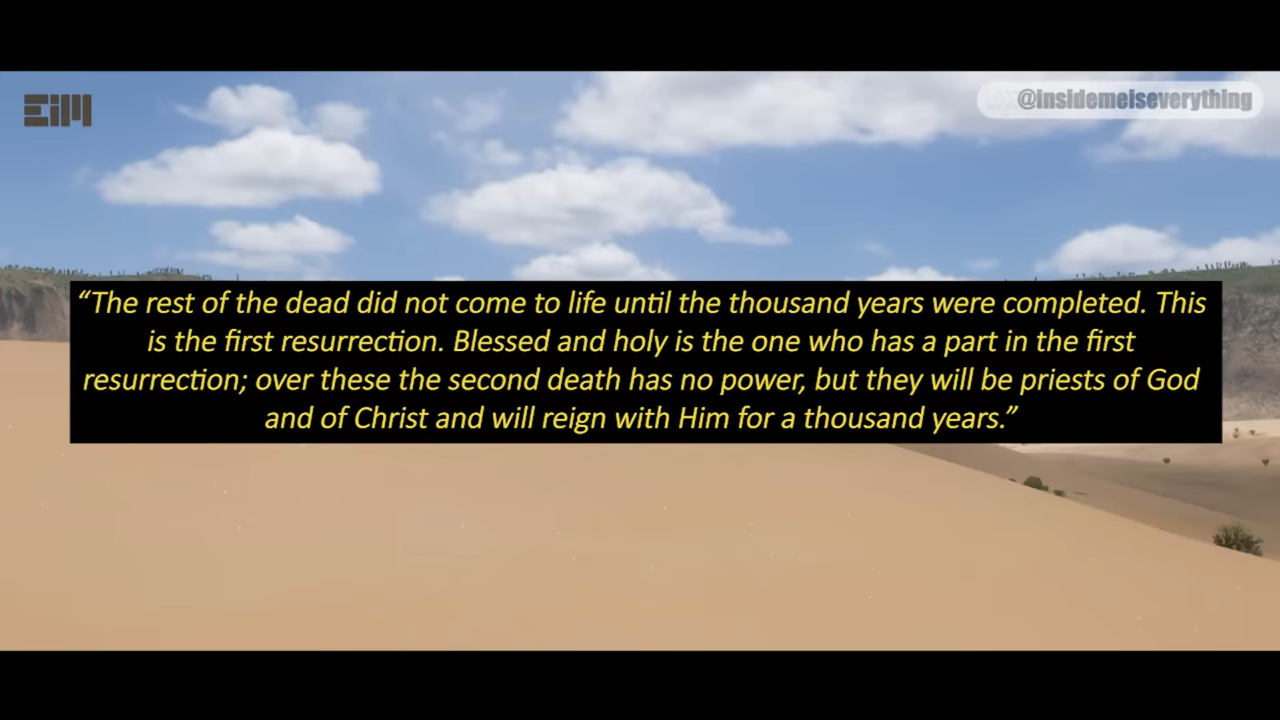 EiM
@insidemeiseverything
“The rest of the dead did not come to life until the thousand years were completed. This
is the first resurrection. Blessed and holy is the one who has a part in the first
resurrection; over these the second death has no power, but they will be priests of God
and of Christ and will reign with Him for a thousand years.”